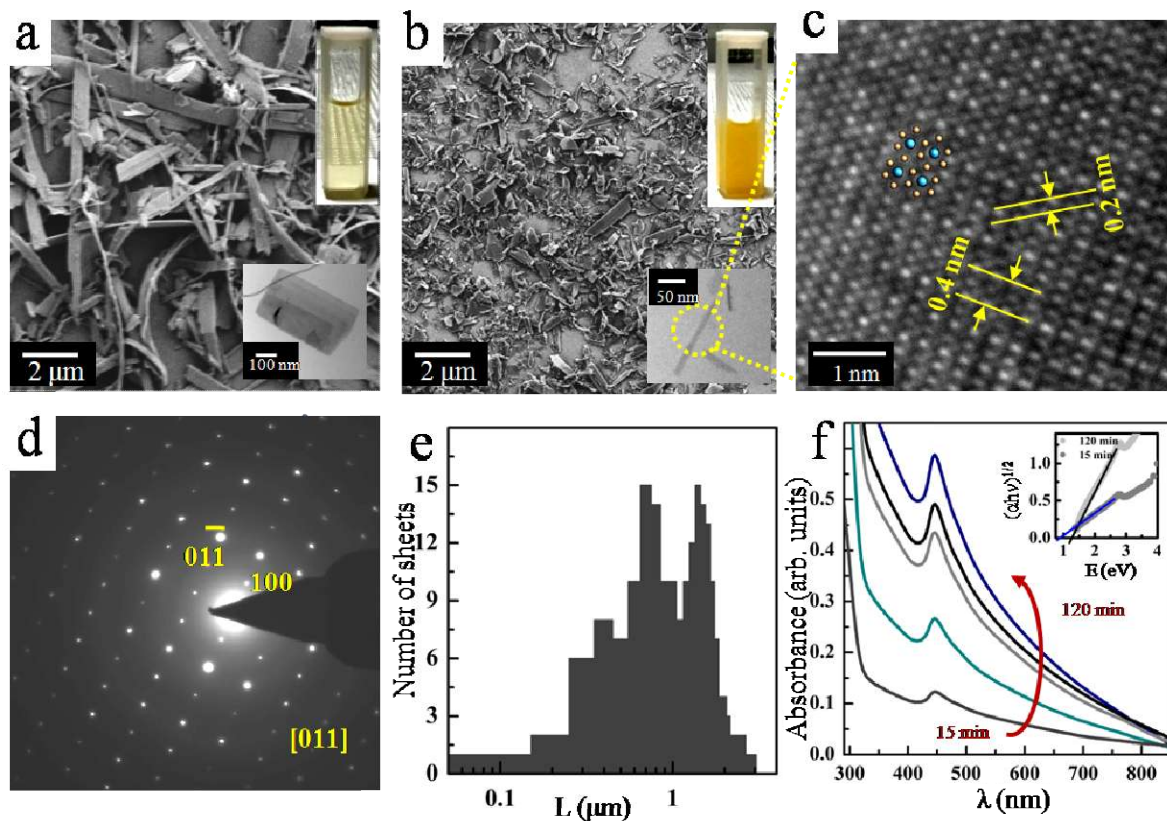 a
2 μm
100 nm
b
50 nm
2 μm
c
0.2 nm
0.4 nm
1 nm
d
011
100
[011]
e
Number of sheets
15
12
9
6
3
0
0.1
1
L (μm)
f
Absorbance (arb. units)
0.5
0.4
0.3
0.2
0.1
0.0
120 min
15 min
300 400 500 600 700 800
λ (nm)
(αhν)1/2
1.0
0.5
0.0
120 min
15 min
1 2 3 4
E (eV)